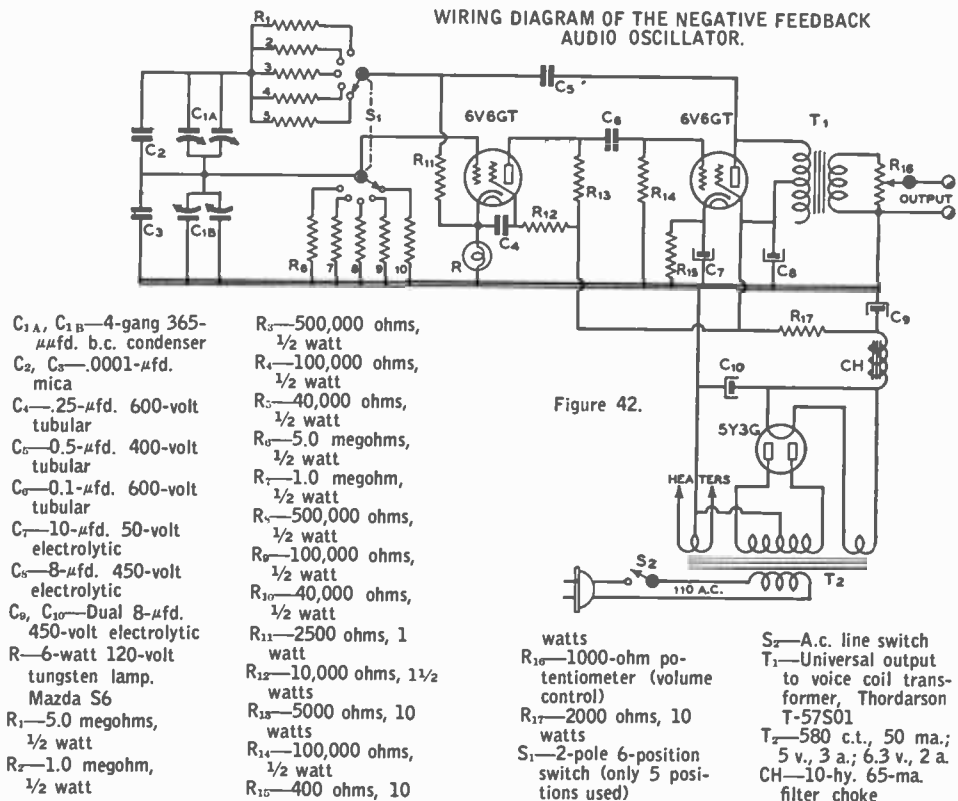 WIRING DIAGRAM OF THE NEGATIVE FEEDBACK
AUDIO OSCILLATOR.
R1
2
3
4
5
S1
C1A
C2
C3
C1B
R6
7
8
9
10
R11
6V6GT
C4
R12
R
C5
C6
R13
R14
6V6GT
R15
C7
C8
T1
R16
OUTPUT
R17
C9
CH
C10
5Y3G
HEATERS
S2
110 A.C.
T2
Figure 42.
C1A, C1B—4-gang 365-
μμfd. b.c. condenser
C2, C3—.0001-μfd.
mica
C4—.25-μfd. 600-volt
tubular
C5—0.5-μfd. 400-volt
tubular
C6—0.1-μfd. 600-volt
tubular
C7—10-μfd. 50-volt
electrolytic
C8—8-μfd. 450-volt
electrolytic
C9, C10—Dual 8-μfd.
450-volt electrolytic
R—6-watt 120-volt
tungsten lamp.
Mazda S6
R1—5.0 megohms,
1/2 watt
R2—1.0 megohm,
1/2 watt
R3—500,000 ohms,
1/2 watt
R4—100,000 ohms,
1/2 watt
R5—40,000 ohms,
1/2 watt
R6—5.0 megohms,
1/2 watt
R7—1.0 megohm,
1/2 watt
R8—500,000 ohms,
1/2 watt
R9—100,000 ohms,
1/2 watt
R10—40,000 ohms,
1/2 watt
R11—2500 ohms, 1
watt
R12—10,000 ohms, 1 1/2
watts
R13—5000 ohms, 10
watts
R14—100,000 ohms,
1/2 watt
R15—400 ohms, 10
watts
R16—1000-ohm po-
tentiometer (volume
control)
R17—2000 ohms, 10
watts
S1—2-pole 6-position
switch (only 5 posi-
tions used)
S2—A.c. line switch
T1—Universal output
to voice coil trans-
former, Thordarson
T-57S01
T2—580 c.t., 50 ma.;
5 v., 3 a.; 6.3 v., 2 a.
CH—10-hy. 65-ma.
filter choke